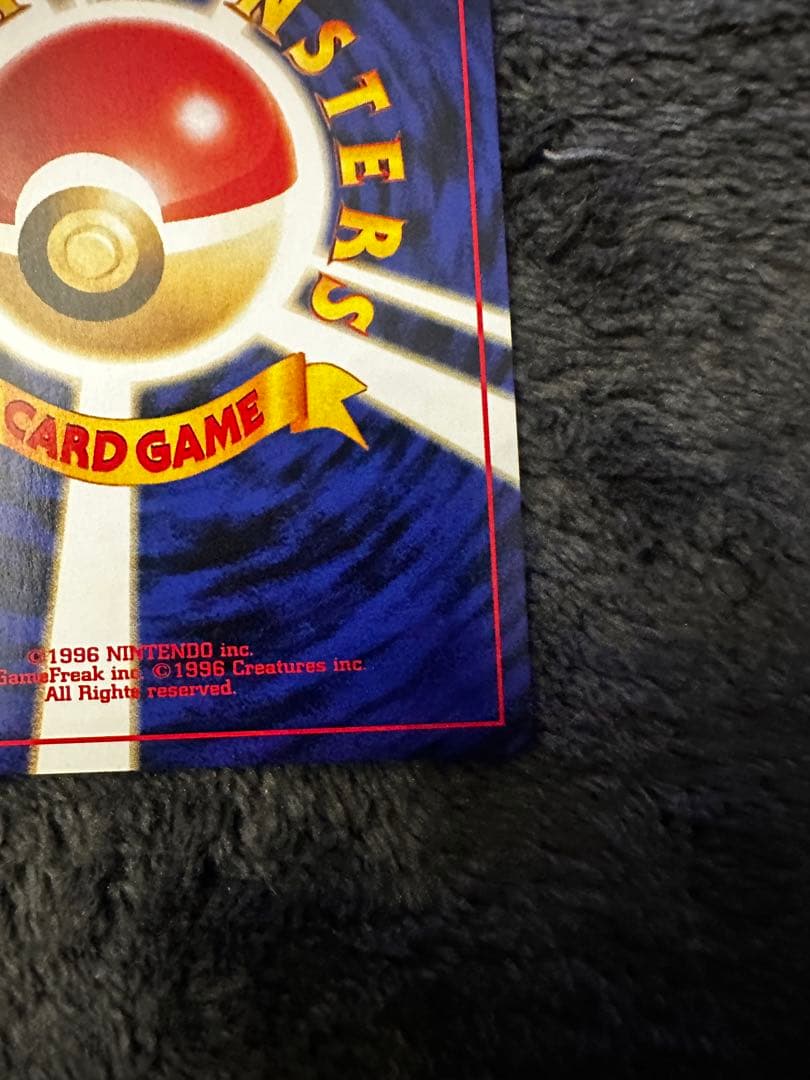 NSTERS
CARD GAME
©1996 NINTENDO inc.
GameFreak inc. ©1996 Creatures inc.
All Rights reserved.